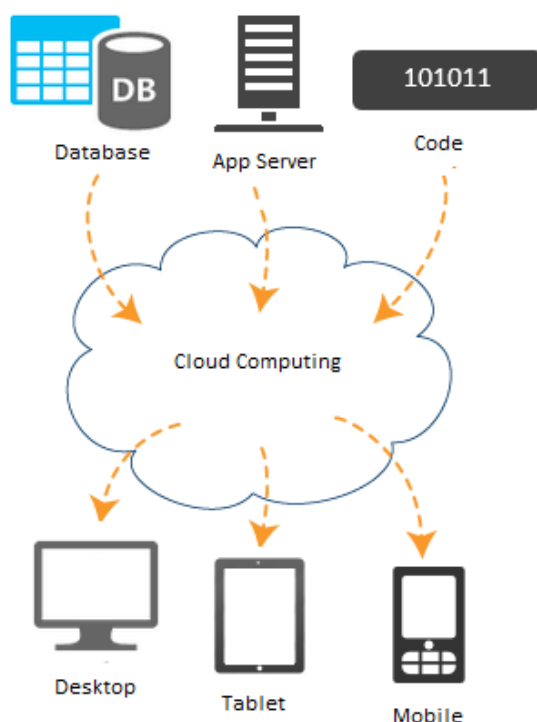 DB
101011
Database
App Server
Code
Cloud Computing
Desktop
Tablet
Mobile